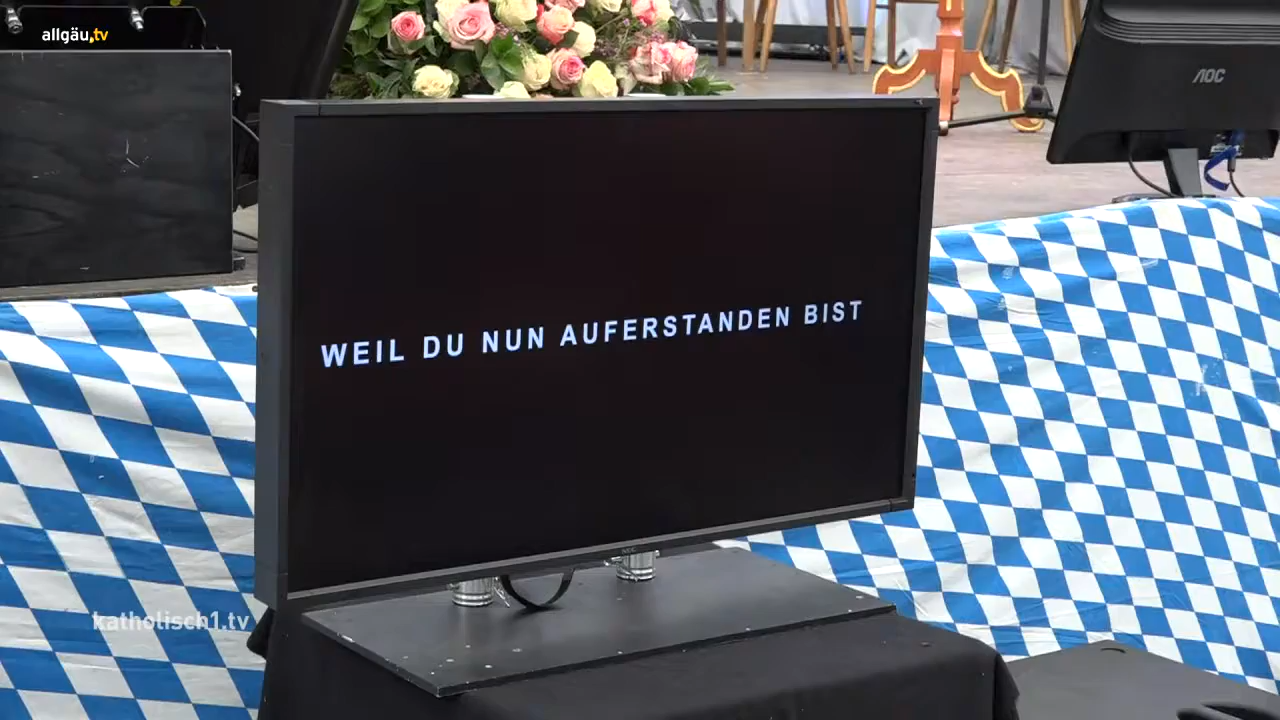 allgäu.tv
AOC
WEIL DU NUN AUFERSTANDEN BIST
katholisch1.tv